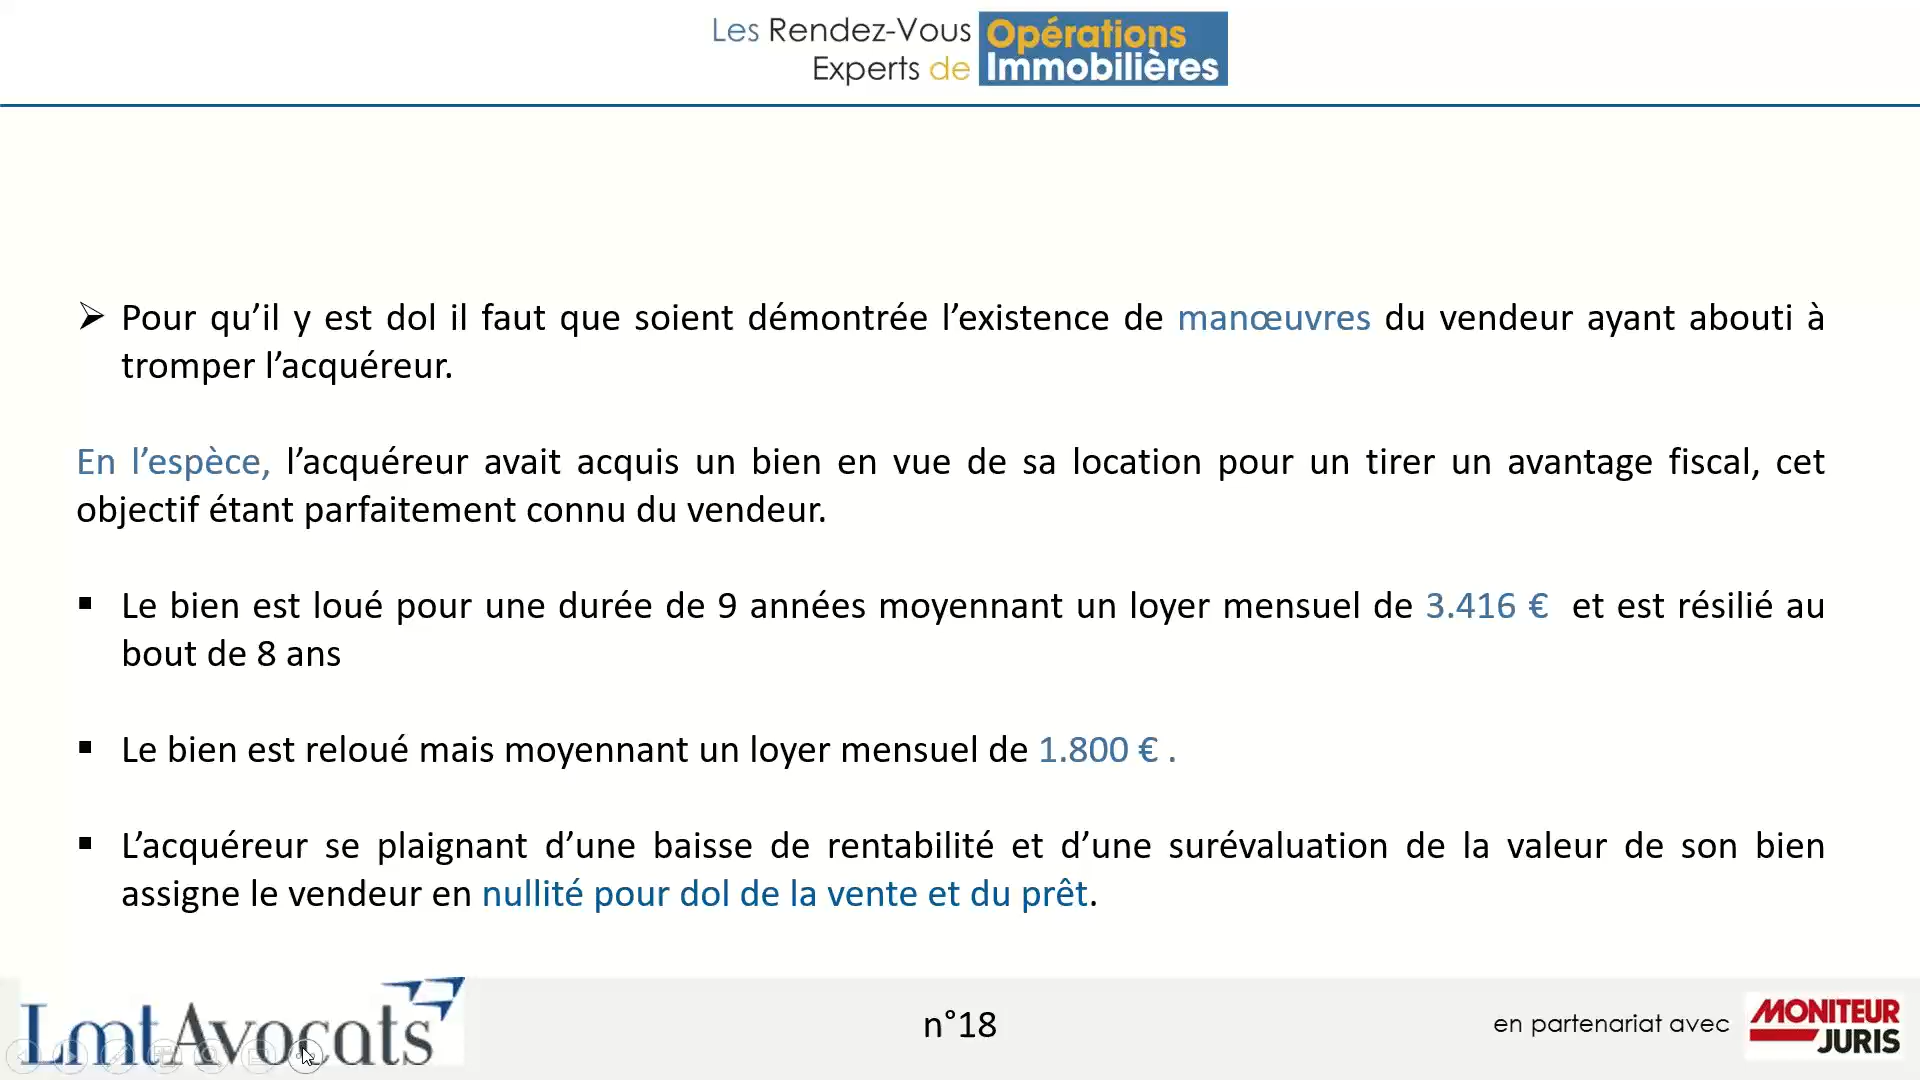 Les Rendez-Vous
Experts de
Opérations
Immobilières
Pour qu’il y est dol il faut que soient démontrée l’existence de manœuvres du vendeur ayant abouti à
tromper l’acquéreur.
En l’espèce, l’acquéreur avait acquis un bien en vue de sa location pour un tirer un avantage fiscal, cet
objectif étant parfaitement connu du vendeur.
Le bien est loué pour une durée de 9 années moyennant un loyer mensuel de 3.416 € et est résilié au
bout de 8 ans
Le bien est reloué mais moyennant un loyer mensuel de 1.800 € .
L’acquéreur se plaignant d’une baisse de rentabilité et d’une surévaluation de la valeur de son bien
assigne le vendeur en nullité pour dol de la vente et du prêt.
LmtAvocats
n°18
en partenariat avec
MONITEUR
JURIS